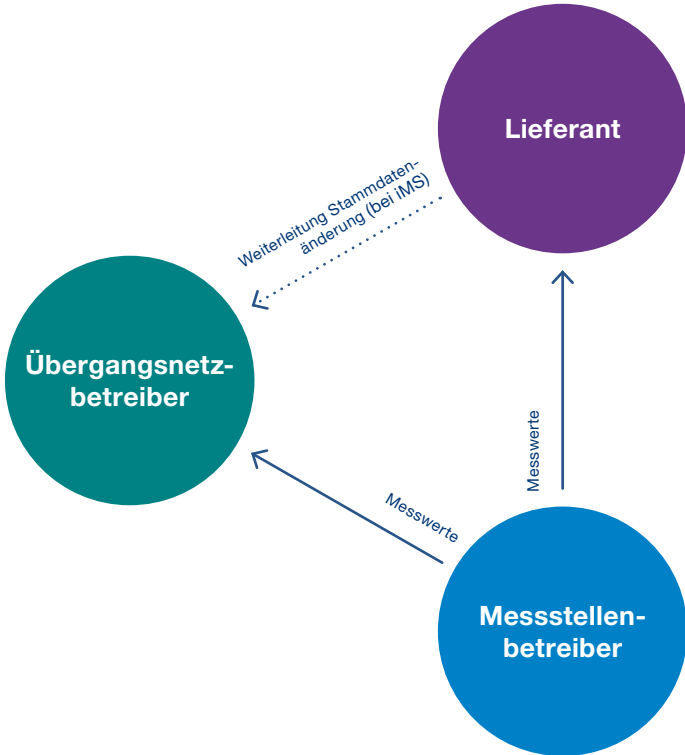 Lieferant
Weiterleitung Stammdaten-
änderung (bei iMS)
Übergangsnetz-
betreiber
Messwerte
Messwerte
Messstellen-
betreiber